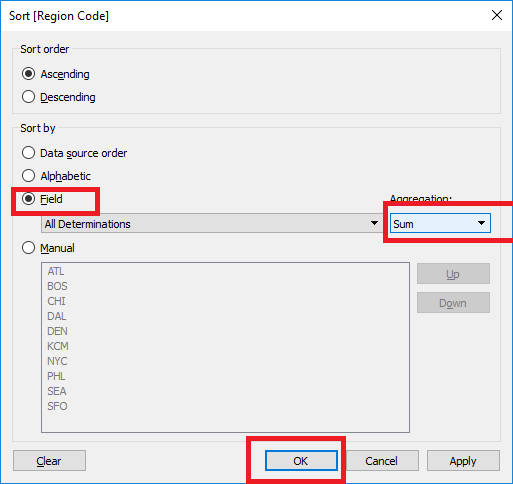 Sort [Region Code]
Sort order
Ascending
Descending
Sort by
Data source order
Alphabetic
Field
Aggregation:
All Determinations
Sum
Manual
ATL
BOS
CHI
DAL
DEN
KCM
NYC
PHL
SEA
SFO
Up
Down
Clear
OK
Cancel
Apply